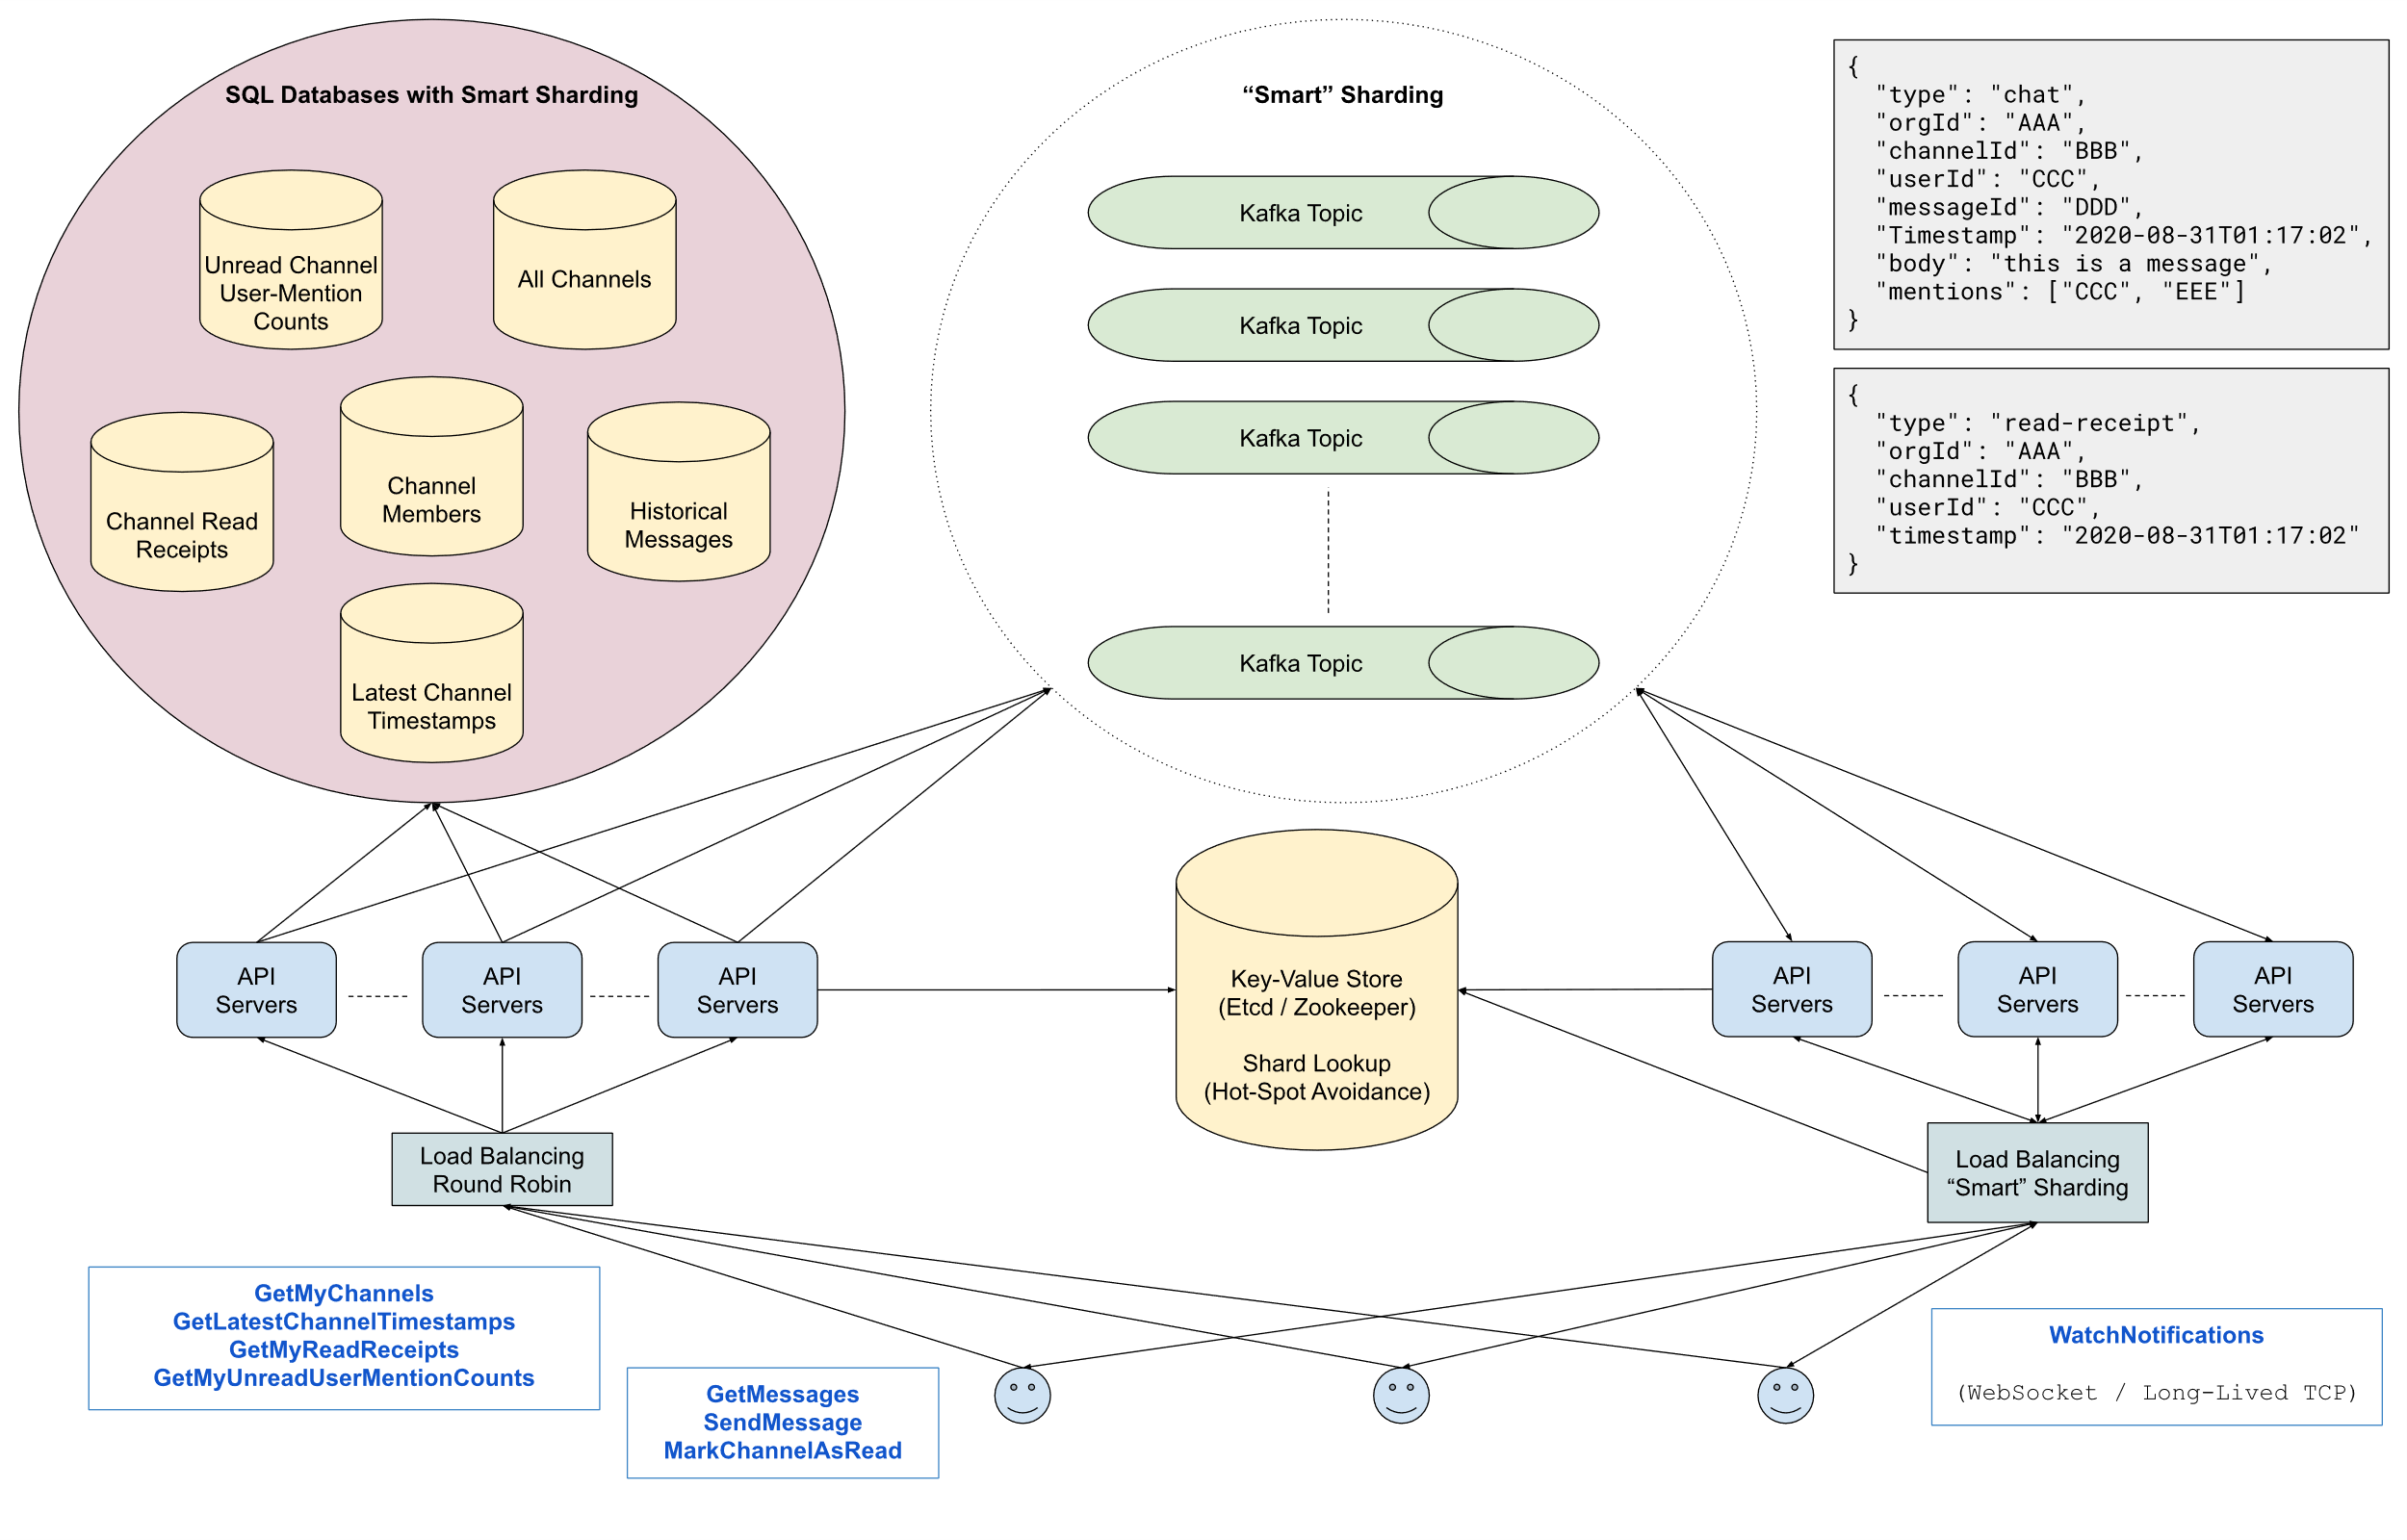 SQL Databases with Smart Sharding
Unread Channel
User-Mention
Counts
All Channels
Channel Read
Receipts
Channel
Members
Historical
Messages
Latest Channel
Timestamps
“Smart” Sharding
Kafka Topic
Kafka Topic
Kafka Topic
Kafka Topic
{
"type": "chat",
"orgId": "AAA",
"channelId": "BBB",
"userId": "CCC",
"messageId": "DDD",
"Timestamp": "2020-08-31T01:17:02",
"body": "this is a message",
"mentions": ["CCC", "EEE"]
}
{
"type": "read-receipt",
"orgId": "AAA",
"channelId": "BBB",
"userId": "CCC",
"timestamp": "2020-08-31T01:17:02"
}
API
Servers
API
Servers
API
Servers
Key-Value Store
(Etcd / Zookeeper)
Shard Lookup
(Hot-Spot Avoidance)
API
Servers
API
Servers
API
Servers
Load Balancing
Round Robin
Load Balancing
“Smart” Sharding
GetMyChannels
GetLatestChannelTimestamps
GetMyReadReceipts
GetMyUnreadUserMentionCounts
GetMessages
SendMessage
MarkChannelAsRead
WatchNotifications
(WebSocket / Long-Lived TCP)